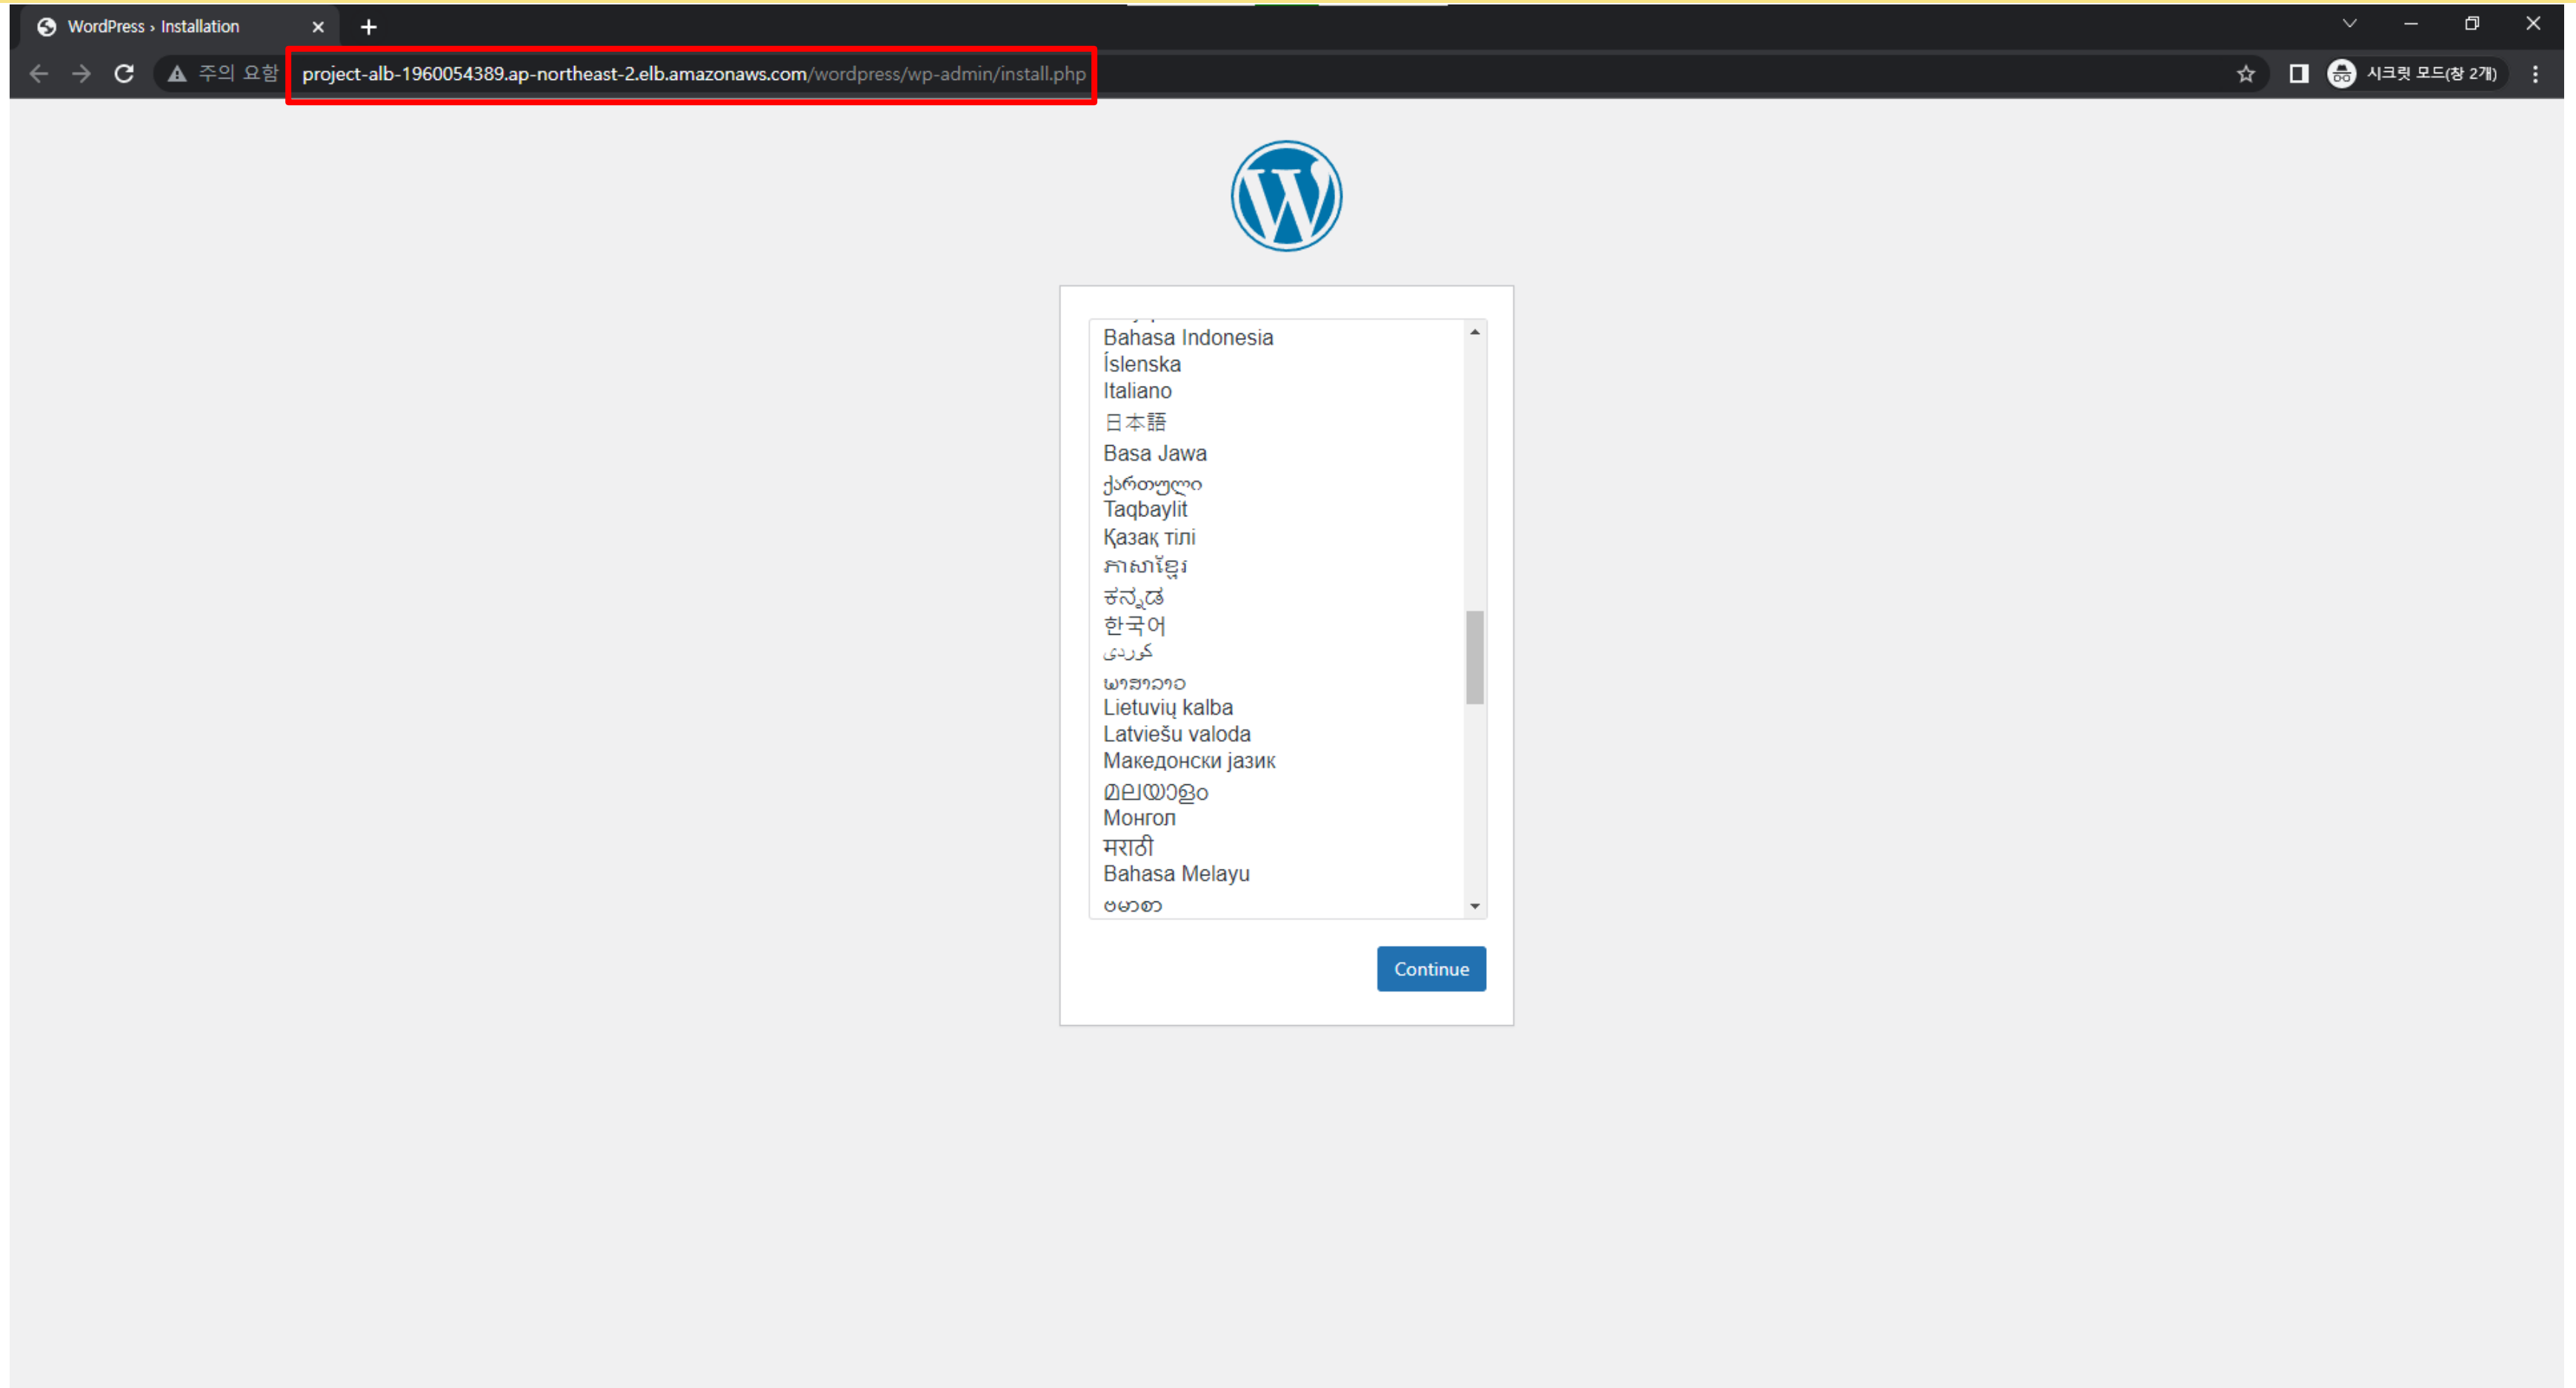 WordPress › Installation
주의 요함 project-alb-1960054389.ap-northeast-2.elb.amazonaws.com/wordpress/wp-admin/install.php
시크릿 모드(창 2개)
Bahasa Indonesia
Íslenska
Italiano
日本語
Basa Jawa
ქართული
Taqbaylit
Қазақ тілі
ភាសាខ្មែរ
ಕನ್ನಡ
한국어
كوردی
ພາສາລາວ
Lietuvių kalba
Latviešu valoda
Македонски јазик
മലയാളം
Монгол
मराठी
Bahasa Melayu
ဗမာစာ
Continue